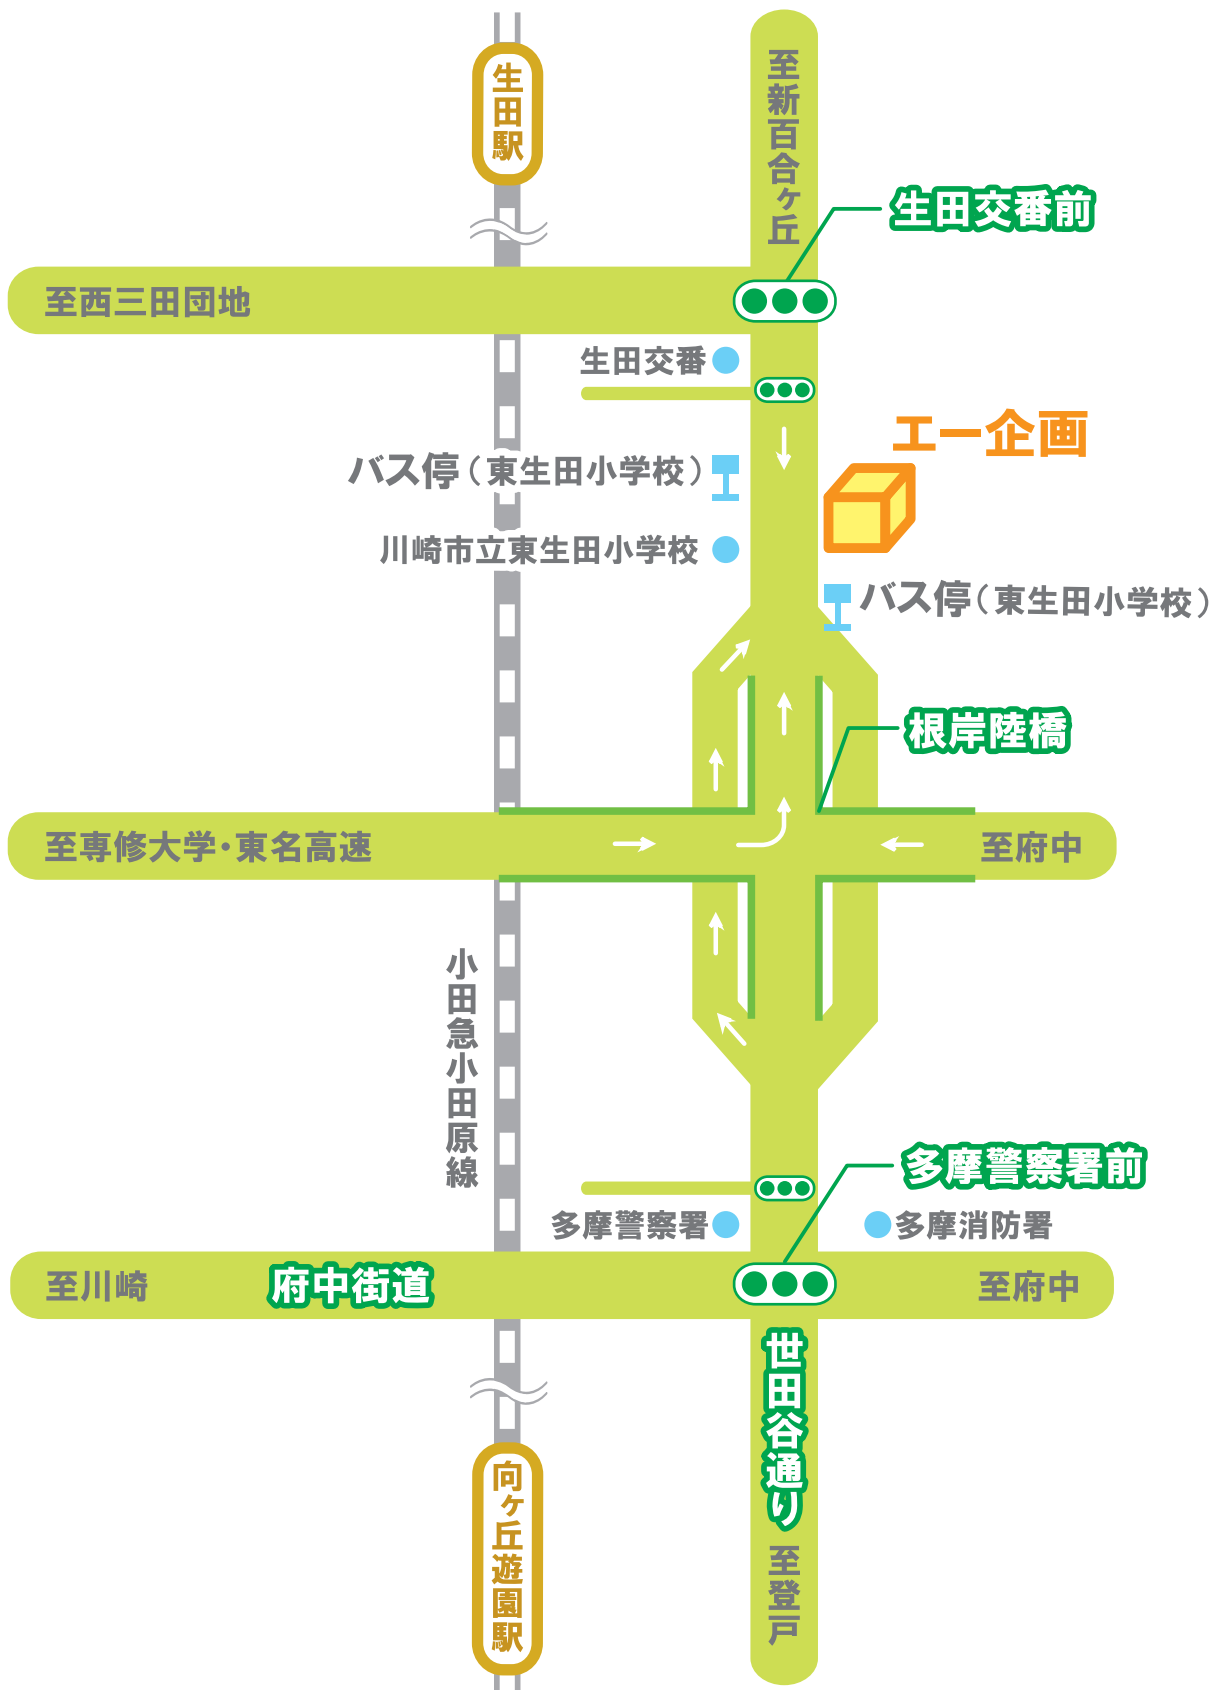 生田駅
至新百合ヶ丘
生田交番前
至西三田団地
生田交番
エー企画
バス停（東生田小学校）
川崎市立東生田小学校
バス停（東生田小学校）
根岸陸橋
至専修大学・東名高速
至府中
小田急小田原線
多摩警察署前
多摩警察署
多摩消防署
至川崎
府中街道
至府中
世田谷通り
向ヶ丘遊園駅
至登戸